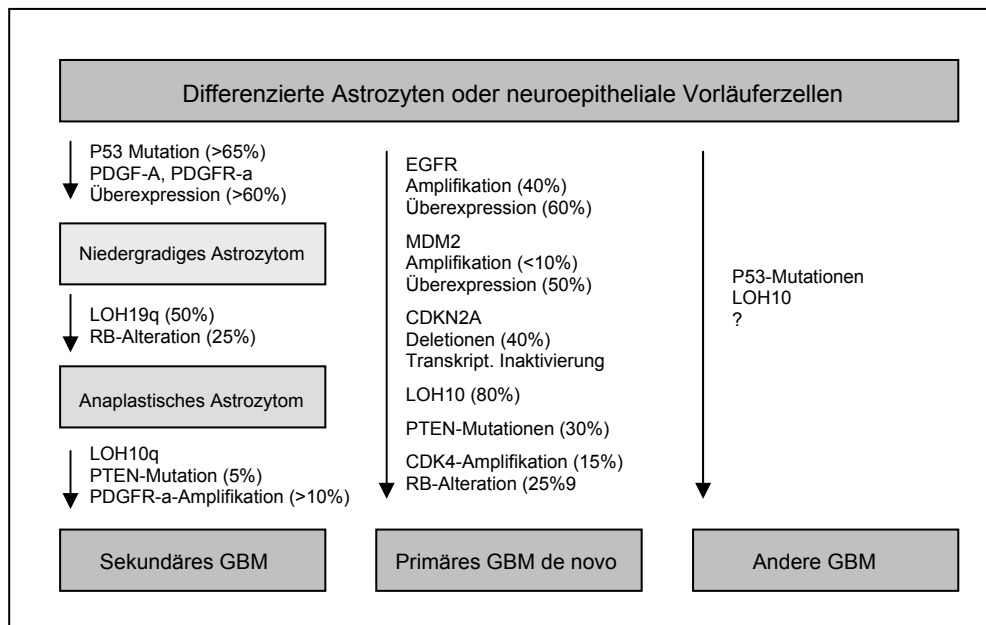 Differenzierte Astrozyten oder neuroepitheliale Vorläuferzellen
P53 Mutation (>65%)
PDGF-A, PDGFR-a
Überexpression (>60%)
Niedergradiges Astrozytom
LOH19q (50%)
RB-Alteration (25%)
Anaplastisches Astrozytom
LOH10q
PTEN-Mutation (5%)
PDGFR-a-Amplifikation (>10%)
Sekundäres GBM
EGFR
Amplifikation (40%)
Überexpression (60%)
MDM2
Amplifikation (<10%)
Überexpression (50%)
CDKN2A
Deletionen (40%)
Transkript. Inaktivierung
LOH10 (80%)
PTEN-Mutationen (30%)
CDK4-Amplifikation (15%)
RB-Alteration (25%9
Primäres GBM de novo
P53-Mutationen
LOH10
?
Andere GBM